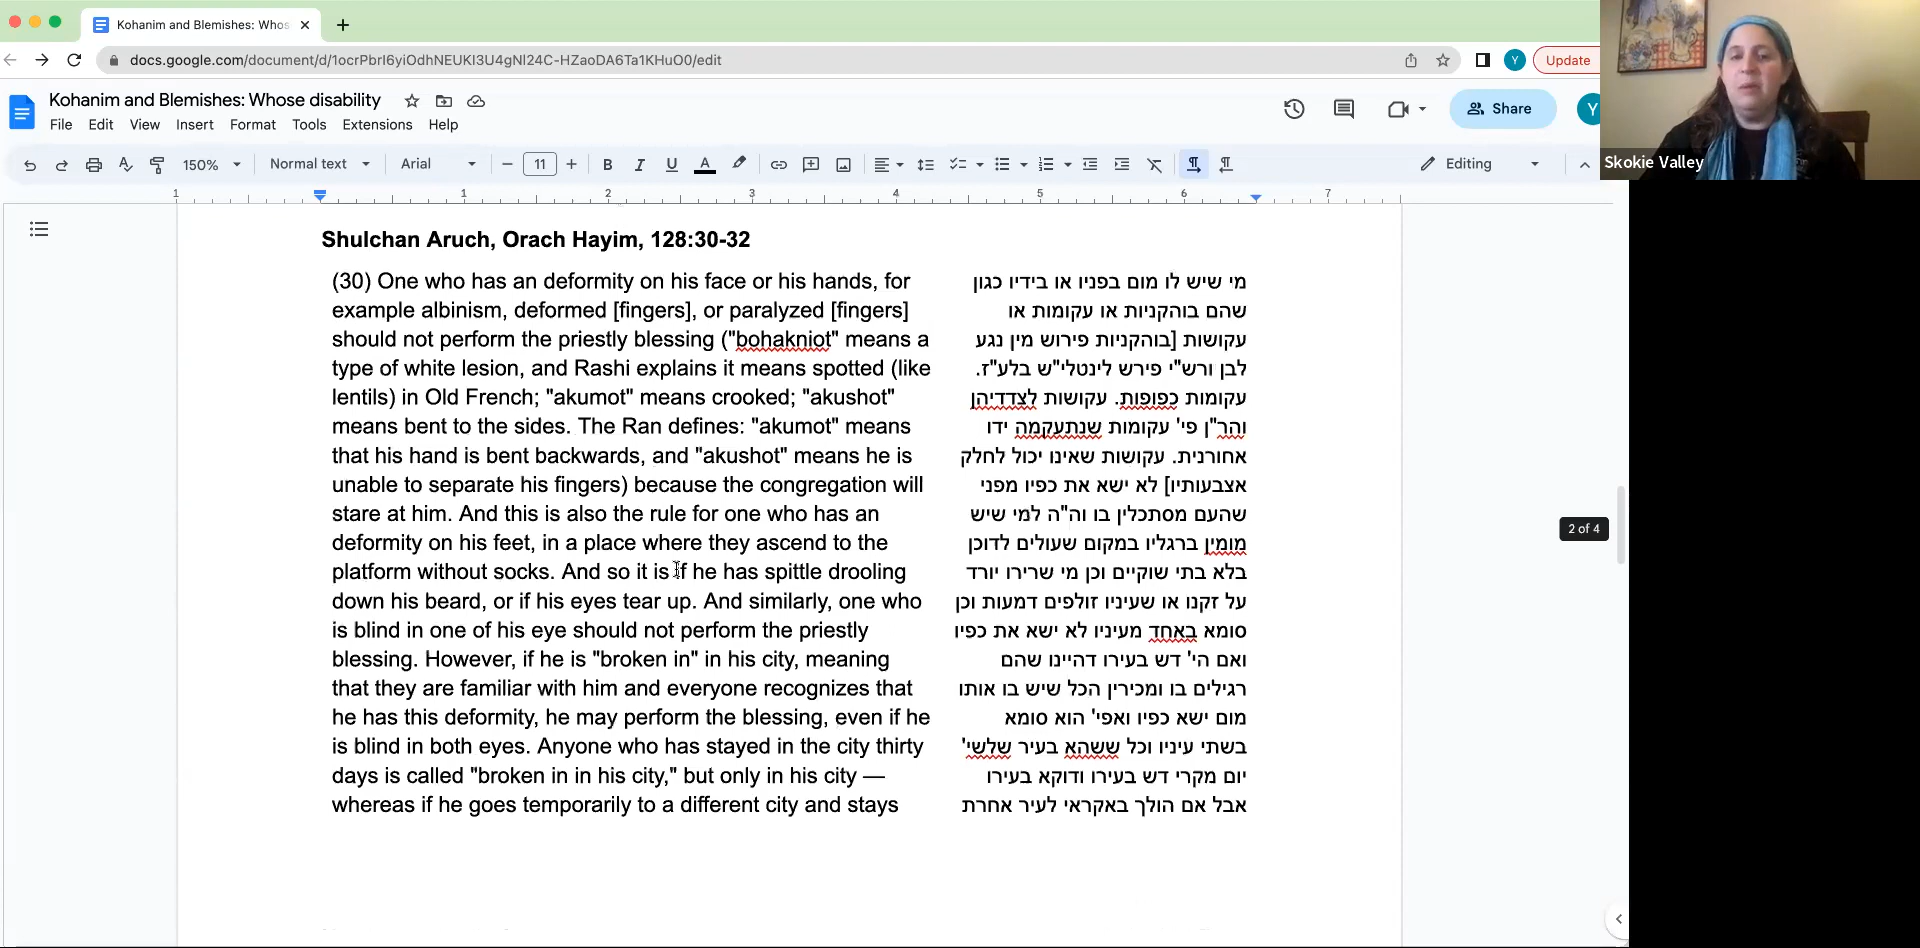 Kohanim and Blemishes: Whos
docs.google.com/document/d/1ocrPbrI6yiOdhNEUKI3U4gNI24C-HZaoDA6Ta1KHuO0/edit
Y
Update
Kohanim and Blemishes: Whose disability
Share
Y
File Edit View Insert Format Tools Extensions Help
150% Normal text Arial 11 B I U A Editing
Skokie Valley
1 1 2 3 4 5 6 7
Shulchan Aruch, Orach Hayim, 128:30-32
(30) One who has an deformity on his face or his hands, for
example albinism, deformed [fingers], or paralyzed [fingers]
should not perform the priestly blessing ("bohakniot" means a
type of white lesion, and Rashi explains it means spotted (like
lentils) in Old French; "akumot" means crooked; "akushot"
means bent to the sides. The Ran defines: "akumot" means
that his hand is bent backwards, and "akushot" means he is
unable to separate his fingers) because the congregation will
stare at him. And this is also the rule for one who has an
deformity on his feet, in a place where they ascend to the
platform without socks. And so it is if he has spittle drooling
down his beard, or if his eyes tear up. And similarly, one who
is blind in one of his eye should not perform the priestly
blessing. However, if he is "broken in" in his city, meaning
that they are familiar with him and everyone recognizes that
he has this deformity, he may perform the blessing, even if he
is blind in both eyes. Anyone who has stayed in the city thirty
days is called "broken in in his city," but only in his city —
whereas if he goes temporarily to a different city and stays
מי שיש לו מום בפניו או בידיו כגון
שהם בוהקניות או עקומות או
עקושות [בוהקניות פירוש מין נגע
לבן ורש"י פירש לינטלי"ש בלע"ז.
עקומות כפופות. עקושות לצדדיהן
והר"ן פי' עקומות שנתעקמה ידו
אחורנית. עקושות שאינו יכול לחלק
אצבעותיו] לא ישא את כפיו מפני
שהעם מסתכלין בו וה"ה למי שיש
מומין ברגליו במקום שעולים לדוכן
בלא בתי שוקיים וכן מי שרירו יורד
על זקנו או שעיניו זולפים דמעות וכן
סומא באחד מעיניו לא ישא את כפיו
ואם הי' דש בעירו דהיינו שהם
רגילים בו ומכירין הכל שיש בו אותו
מום ישא כפיו ואפי' הוא סומא
בשתי עיניו וכל ששהא בעיר שלשי'
יום מקרי דש בעירו ודוקא בעירו
אבל אם הולך באקראי לעיר אחרת
2 of 4